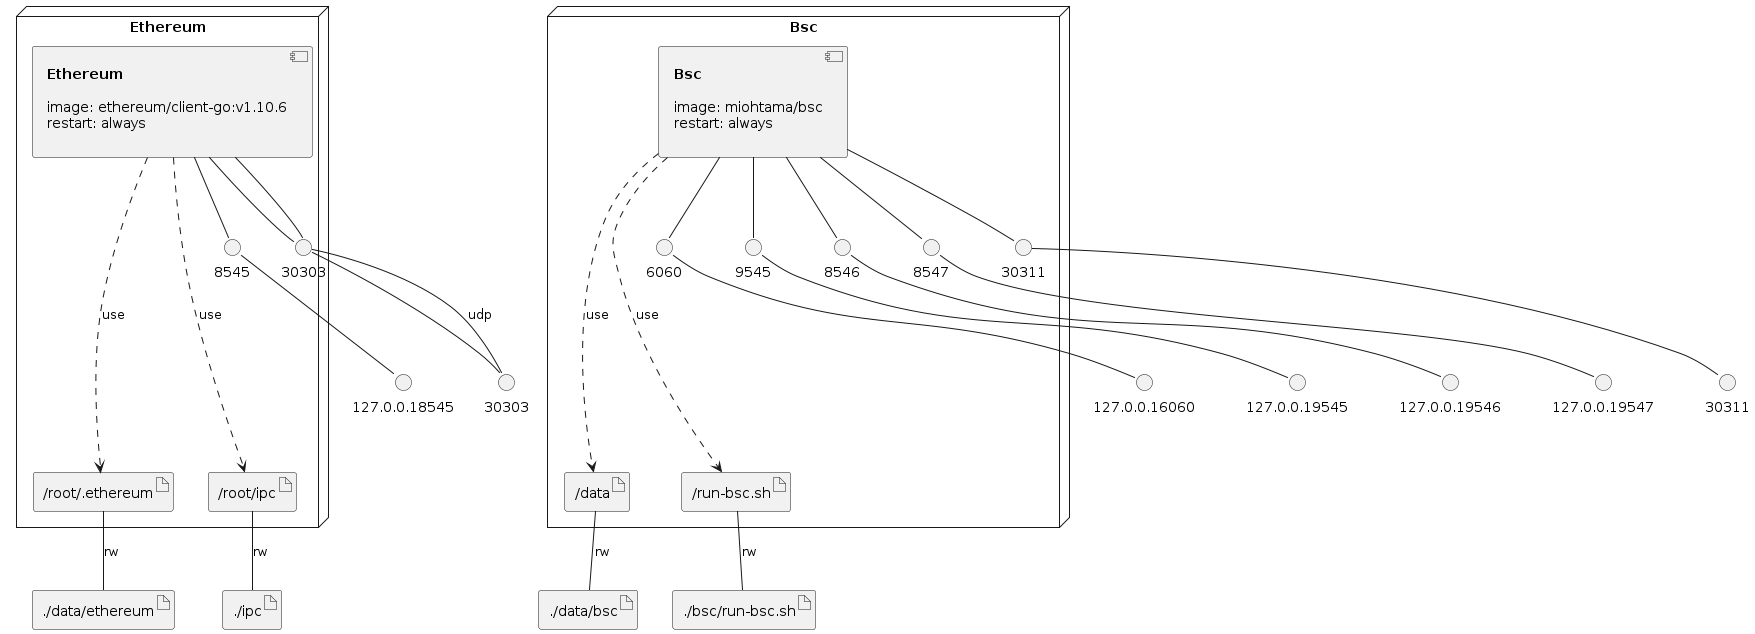 Ethereum
Bsc
Ethereum
image: ethereum/client-go:v1.10.6
restart: always
Bsc
image: miohtama/bsc
restart: always
8545
30303
6060
9545
8546
8547
30311
use
use
udp
use
use
127.0.0.18545
30303
127.0.0.16060
127.0.0.19545
127.0.0.19546
127.0.0.19547
30311
/root/.ethereum
/root/ipc
/data
/run-bsc.sh
rw
rw
rw
rw
./data/ethereum
./ipc
./data/bsc
./bsc/run-bsc.sh